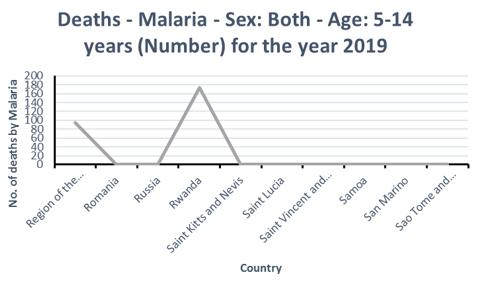 Deaths - Malaria - Sex: Both - Age: 5-14
years (Number) for the year 2019
No. of deaths by Malaria
200
180
160
140
120
100
80
60
40
20
0
Region of the...
Romania
Russia
Rwanda
Saint Kitts and Nevis
Saint Lucia
Saint Vincent and...
Samoa
San Marino
Sao Tome and...
Country